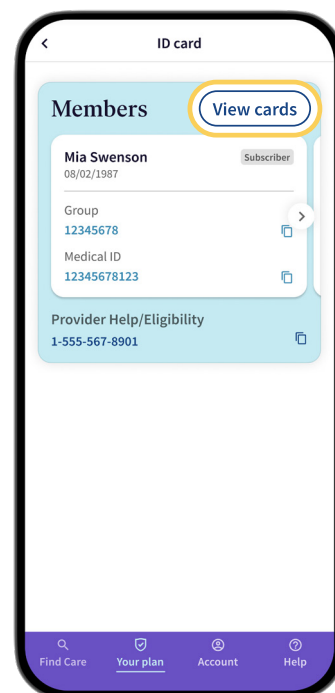 ID card
Members
View cards
Mia Swenson
Subscriber
08/02/1987
Group
12345678
Medical ID
12345678123
Provider Help/Eligibility
1-555-567-8901
Find Care
Your plan
Account
Help